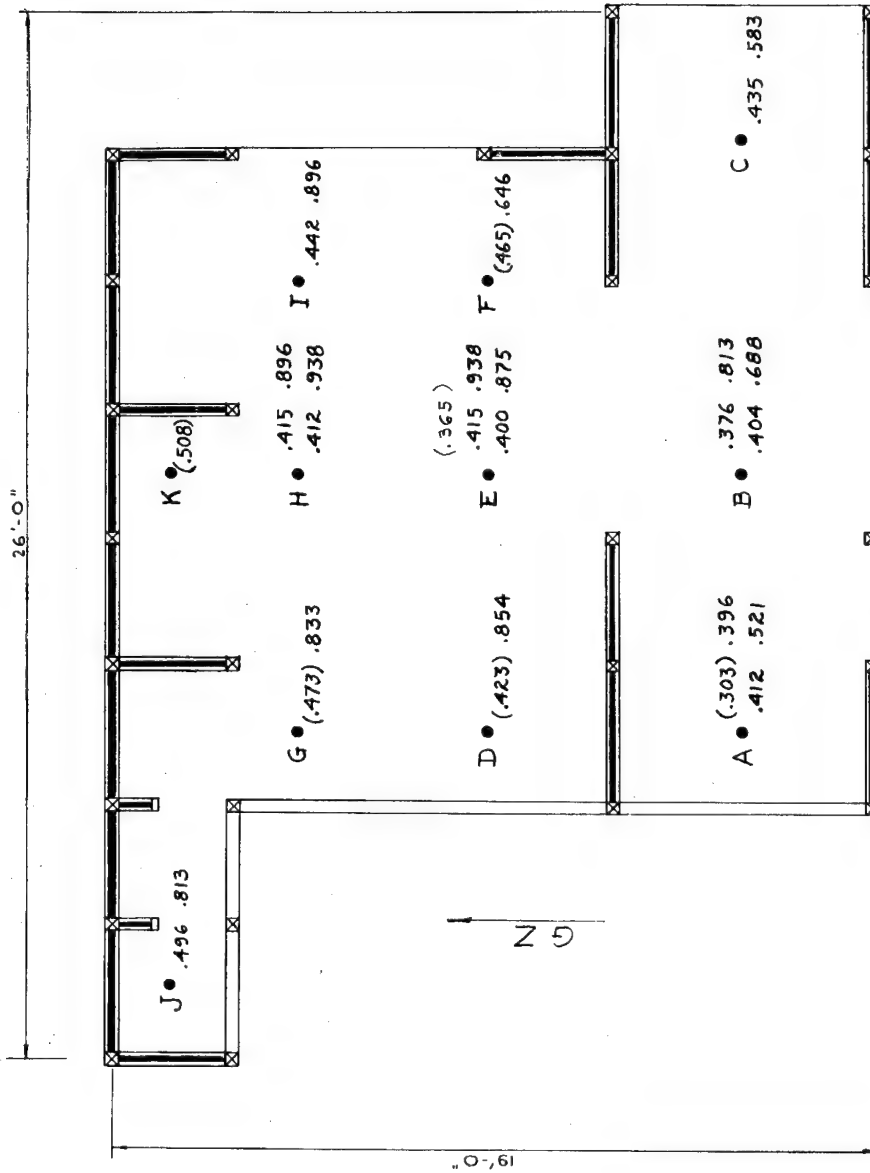 26'-0"
C
.435 .583
I
.442 .896
F
(.465) .646
K
(.508)
H
.415 .896
.412 .938
(.365)
E
.415 .938
.400 .875
B
.376 .813
.404 .688
G
(.473) .833
D
(.423) .854
A
(.303) .396
.412 .521
J
.496 .813
GZ
19'-0"